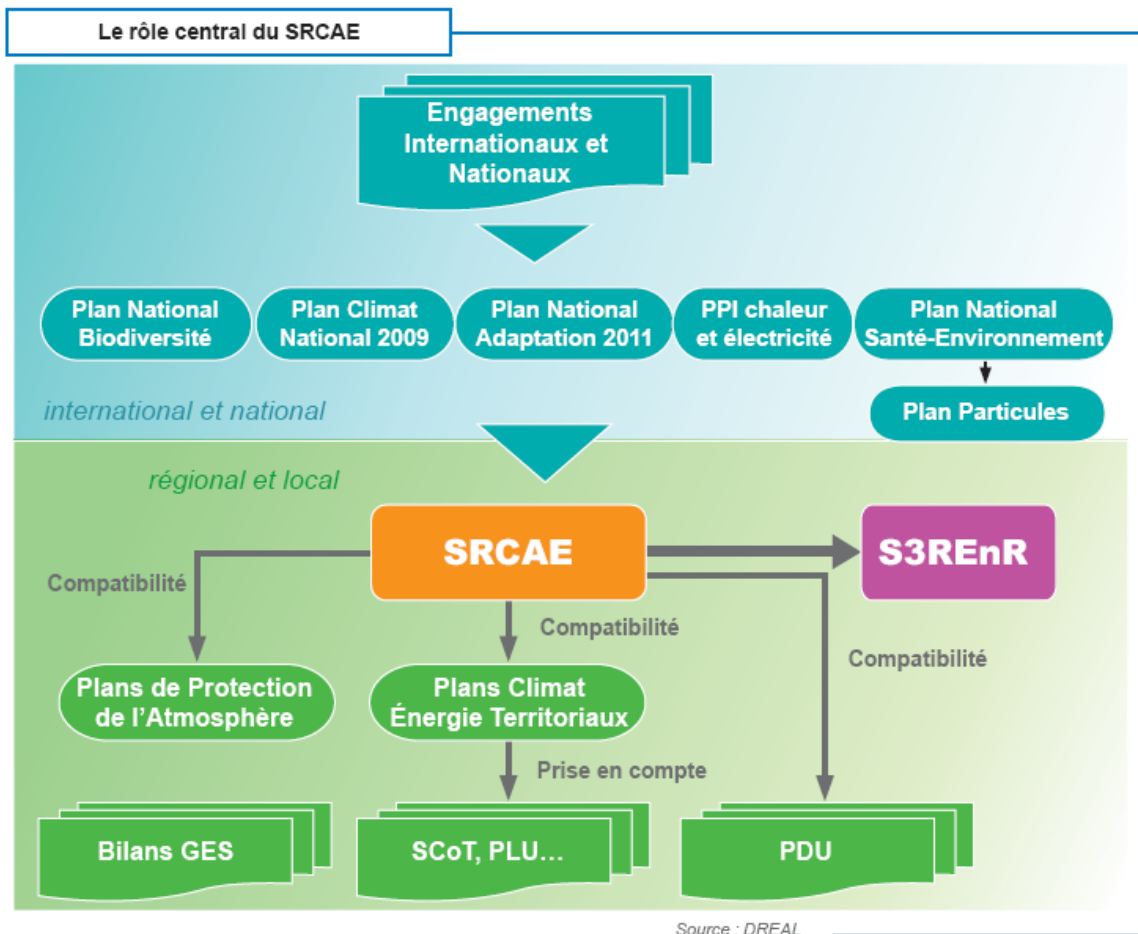 Le rôle central du SRCAE
Engagements
Internationaux et
Nationaux
Plan National
Biodiversité
Plan Climat
National 2009
Plan National
Adaptation 2011
PPI chaleur
et électricité
Plan National
Santé-Environnement
Plan Particules
international et national
régional et local
SRCAE
S3REnR
Compatibilité
Compatibilité
Compatibilité
Plans de Protection
de l'Atmosphère
Plans Climat
Énergie Territoriaux
Prise en compte
Bilans GES
SCoT, PLU...
PDU
Source : DREAL